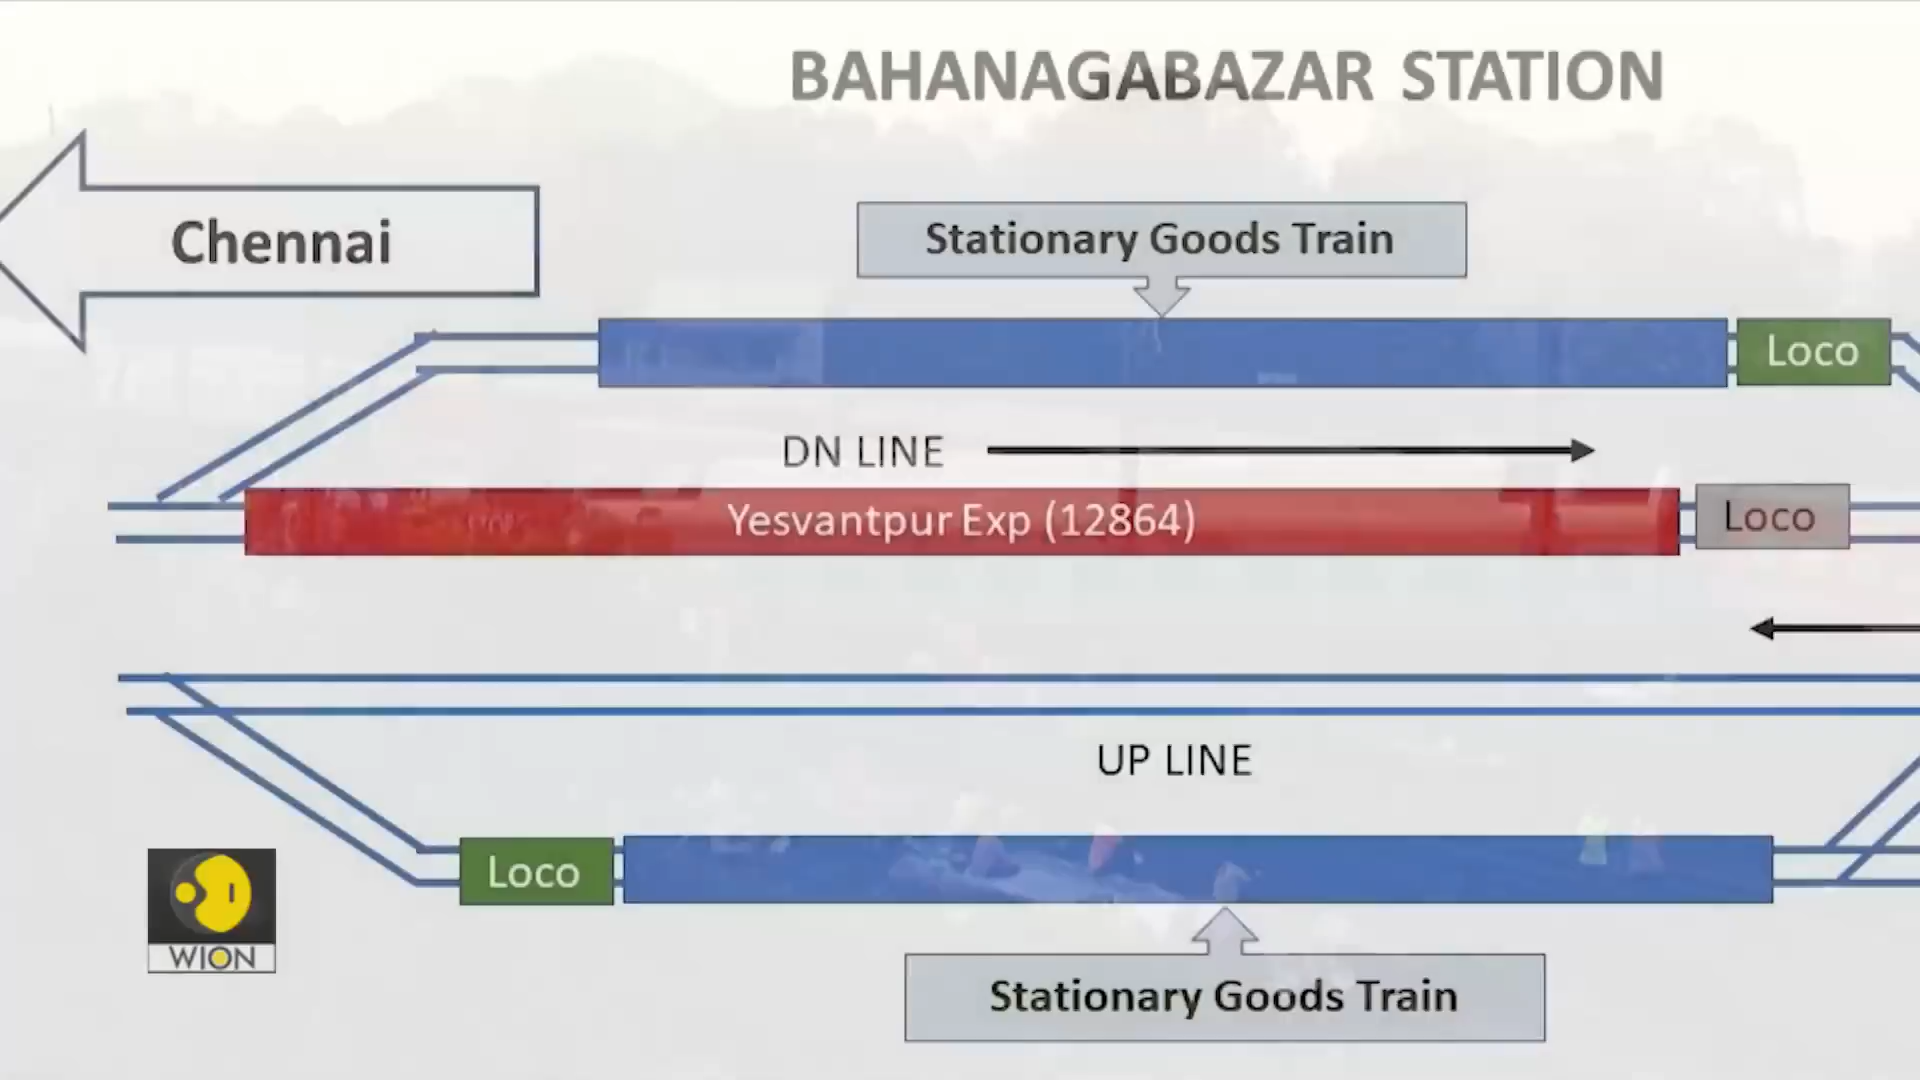 BAHANAGABAZAR STATION
Chennai
Stationary Goods Train
Loco
DN LINE
Yesvantpur Exp (12864)
Loco
UP LINE
Loco
WION
Stationary Goods Train